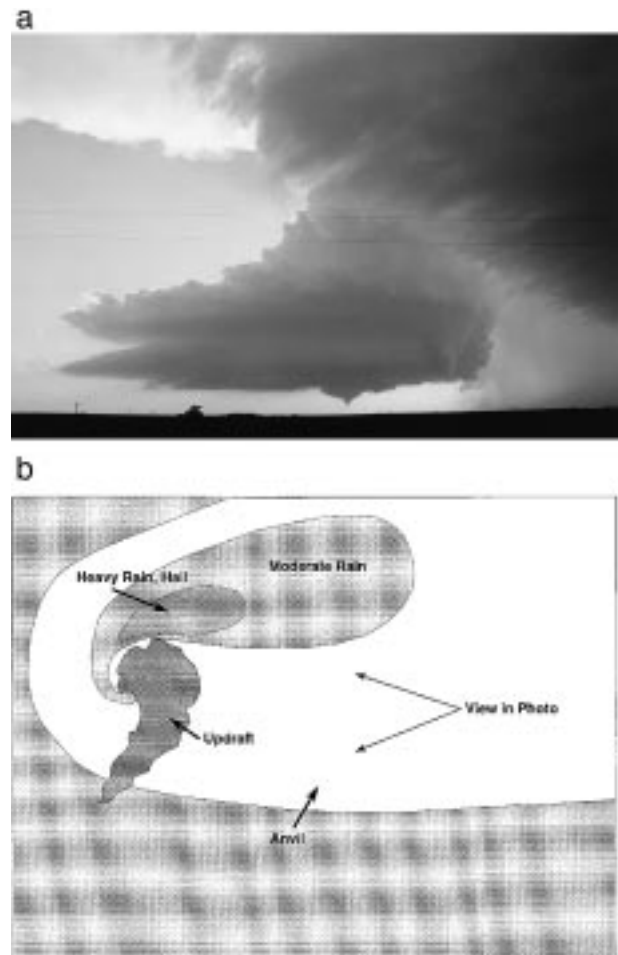 a
b
Moderate Rain
Heavy Rain, Hail
View in Photo
Updraft
Anvil